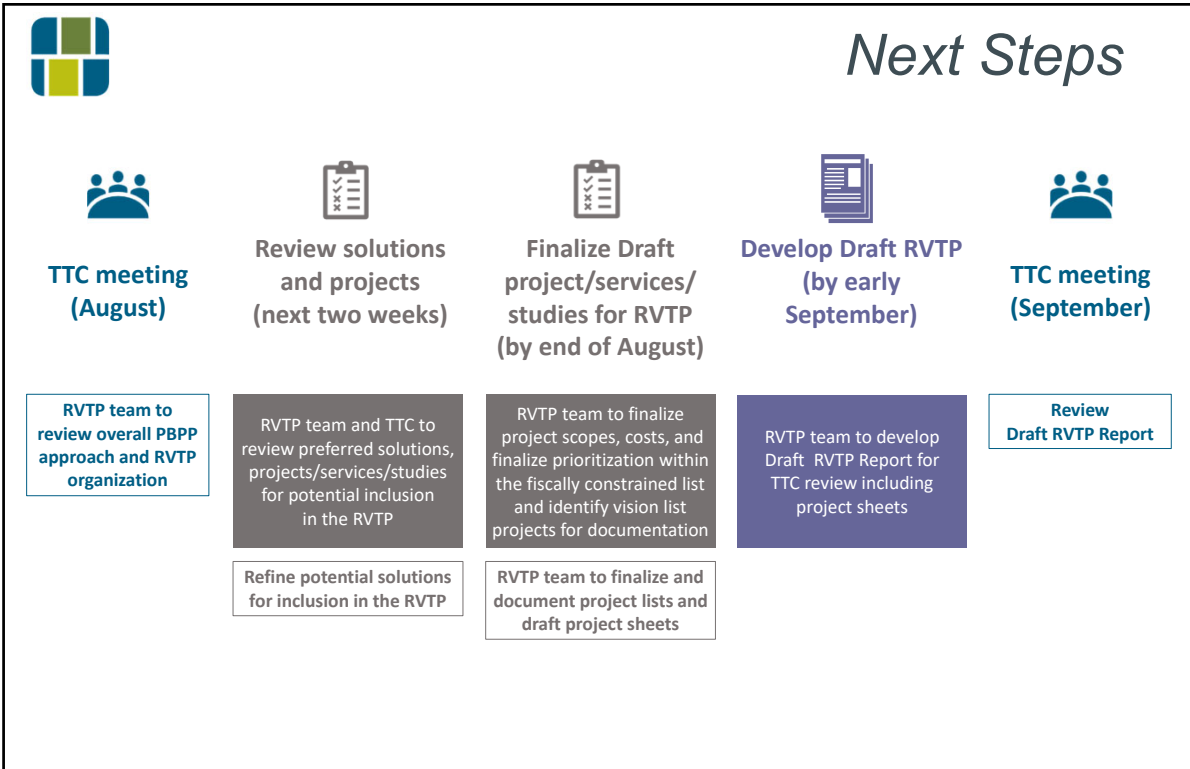 Next Steps
TTC meeting
(August)
RVTP team to
review overall PBPP
approach and RVTP
organization
Review solutions
and projects
(next two weeks)
RVTP team and TTC to
review preferred solutions,
projects/services/studies
for potential inclusion
in the RVTP
Refine potential solutions
for inclusion in the RVTP
Finalize Draft
project/services/
studies for RVTP
(by end of August)
RVTP team to finalize
project scopes, costs, and
finalize prioritization within
the fiscally constrained list
and identify vision list
projects for documentation
RVTP team to finalize and
document project lists and
draft project sheets
Develop Draft RVTP
(by early
September)
RVTP team to develop
Draft RVTP Report for
TTC review including
project sheets
TTC meeting
(September)
Review
Draft RVTP Report